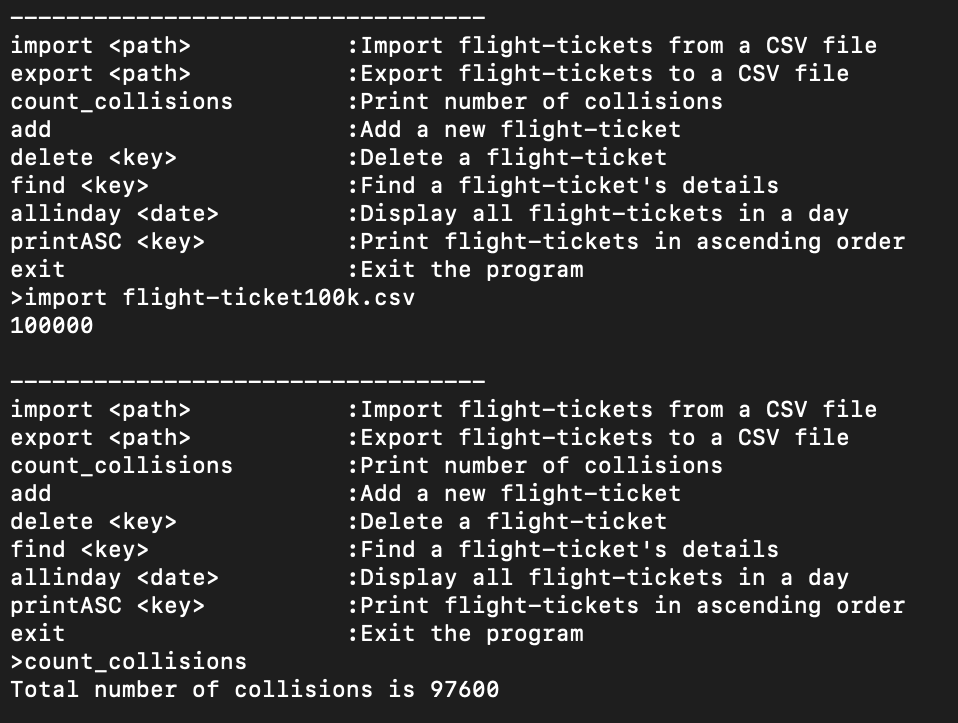 ----------------------------------
import <path>           :Import flight-tickets from a CSV file
export <path>           :Export flight-tickets to a CSV file
count_collisions        :Print number of collisions
add                     :Add a new flight-ticket
delete <key>            :Delete a flight-ticket
find <key>              :Find a flight-ticket's details
allinday <date>         :Display all flight-tickets in a day
printASC <key>          :Print flight-tickets in ascending order
exit                    :Exit the program
>import flight-ticket100k.csv
100000

----------------------------------
import <path>           :Import flight-tickets from a CSV file
export <path>           :Export flight-tickets to a CSV file
count_collisions        :Print number of collisions
add                     :Add a new flight-ticket
delete <key>            :Delete a flight-ticket
find <key>              :Find a flight-ticket's details
allinday <date>         :Display all flight-tickets in a day
printASC <key>          :Print flight-tickets in ascending order
exit                    :Exit the program
>count_collisions
Total number of collisions is 97600